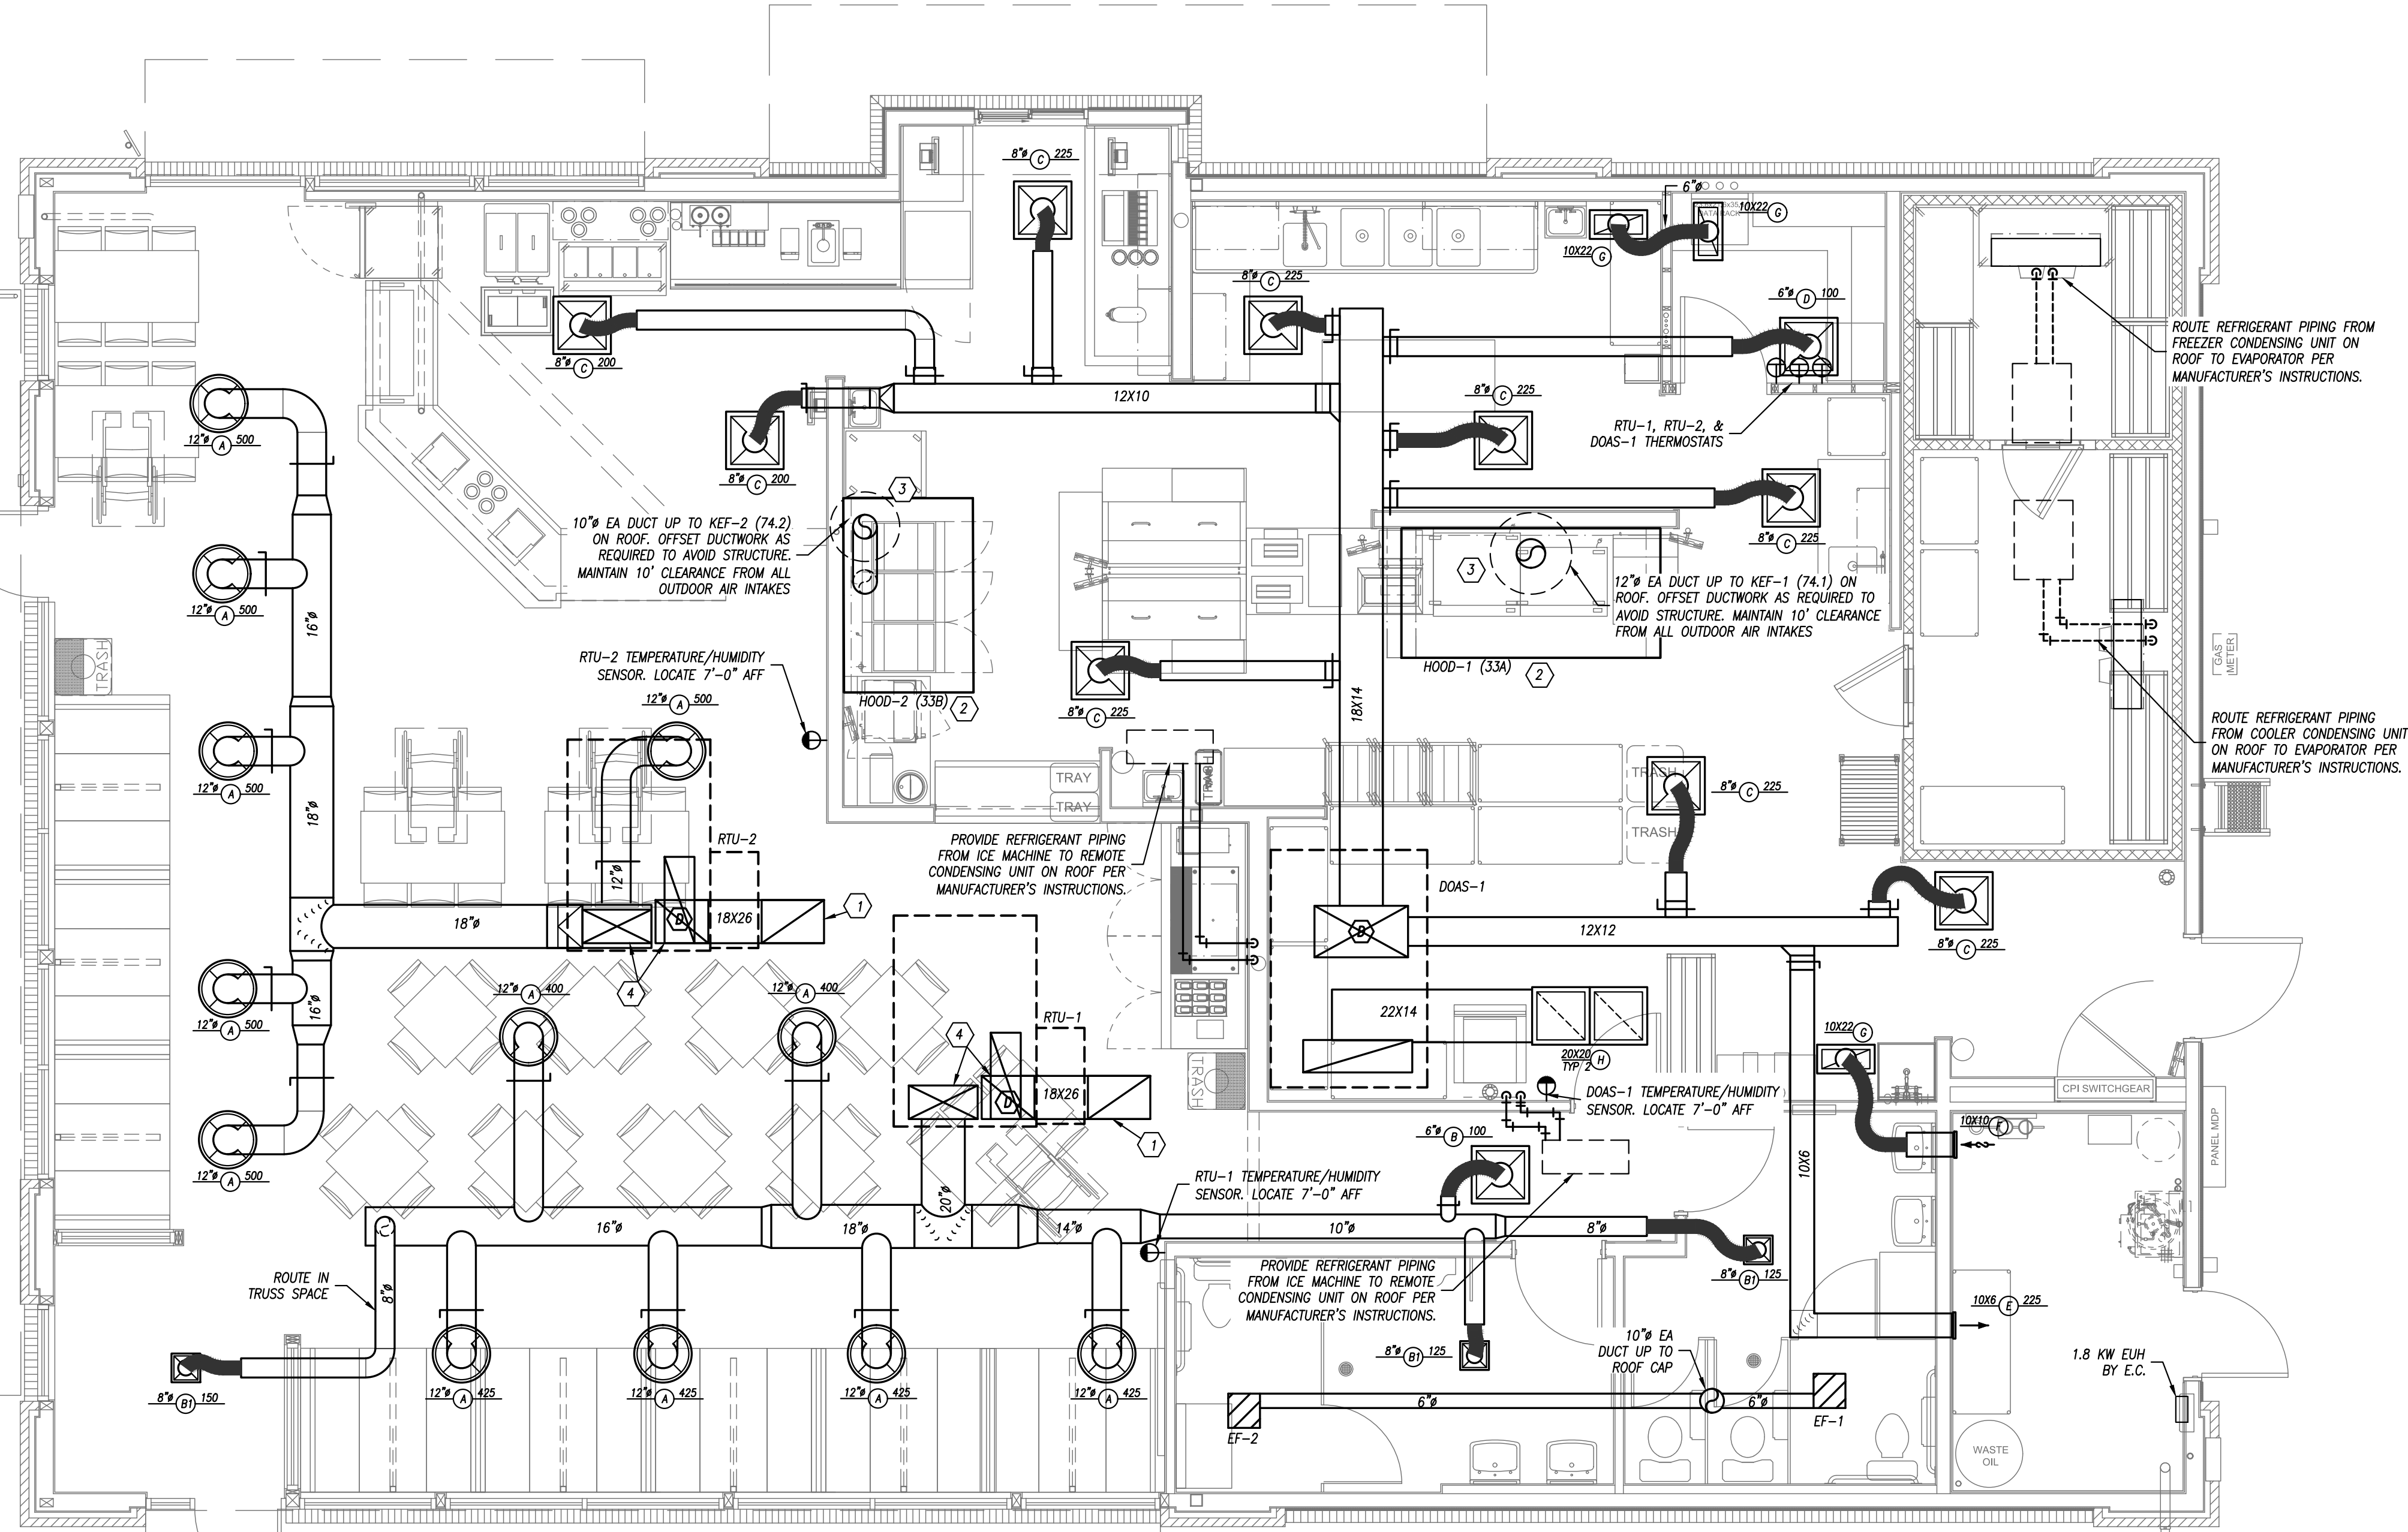 8"ø C 225
6"ø
10X22 G
10X22 G
8"ø C 225
6"ø D 100
ROUTE REFRIGERANT PIPING FROM
FREEZER CONDENSING UNIT ON
ROOF TO EVAPORATOR PER
MANUFACTURER'S INSTRUCTIONS.
8"ø C 200
12X10
8"ø C 225
RTU-1, RTU-2, &
DOAS-1 THERMOSTATS
12"ø A 500
8"ø C 200
3
10"ø EA DUCT UP TO KEF-2 (74.2)
ON ROOF. OFFSET DUCTWORK AS
REQUIRED TO AVOID STRUCTURE.
MAINTAIN 10' CLEARANCE FROM ALL
OUTDOOR AIR INTAKES
8"ø C 225
3
12"ø EA DUCT UP TO KEF-1 (74.1) ON
ROOF. OFFSET DUCTWORK AS REQUIRED TO
AVOID STRUCTURE. MAINTAIN 10' CLEARANCE
FROM ALL OUTDOOR AIR INTAKES
12"ø A 500
16"ø
TRASH
RTU-2 TEMPERATURE/HUMIDITY
SENSOR. LOCATE 7'-0" AFF
HOOD-1 (33A)
2
GAS
METER
12"ø A 500
HOOD-2 (33B)
2
8"ø C 225
18X14
ROUTE REFRIGERANT PIPING
FROM COOLER CONDENSING UNIT
ON ROOF TO EVAPORATOR PER
MANUFACTURER'S INSTRUCTIONS.
12"ø A 500
18"ø
TRAY
TRAY
TRASH
TRASH
8"ø C 225
RTU-2
PROVIDE REFRIGERANT PIPING
FROM ICE MACHINE TO REMOTE
CONDENSING UNIT ON ROOF PER
MANUFACTURER'S INSTRUCTIONS.
DOAS-1
12"ø
18"ø
D
18X26
1
D
12X12
8"ø C 225
4
12"ø A 400
12"ø A 400
16"ø
12"ø A 500
RTU-1
4
22X14
D
18X26
1
TRASH
20X20 H
TYP 2
10X22 G
CPI SWITCHGEAR
DOAS-1 TEMPERATURE/HUMIDITY
SENSOR. LOCATE 7'-0" AFF
10X10 F
PANEL MDP
12"ø A 500
6"ø B 100
10X6
RTU-1 TEMPERATURE/HUMIDITY
SENSOR. LOCATE 7'-0" AFF
20"ø
16"ø
18"ø
14"ø
10"ø
8"ø
ROUTE IN
TRUSS SPACE
8"ø
PROVIDE REFRIGERANT PIPING
FROM ICE MACHINE TO REMOTE
CONDENSING UNIT ON ROOF PER
MANUFACTURER'S INSTRUCTIONS.
8"ø B1 125
10X6 E 225
10"ø EA
DUCT UP TO
ROOF CAP
8"ø B1 125
1.8 KW EUH
BY E.C.
8"ø B1 150
12"ø A 425
12"ø A 425
12"ø A 425
12"ø A 425
6"ø
6"ø
EF-2
EF-1
WASTE
OIL